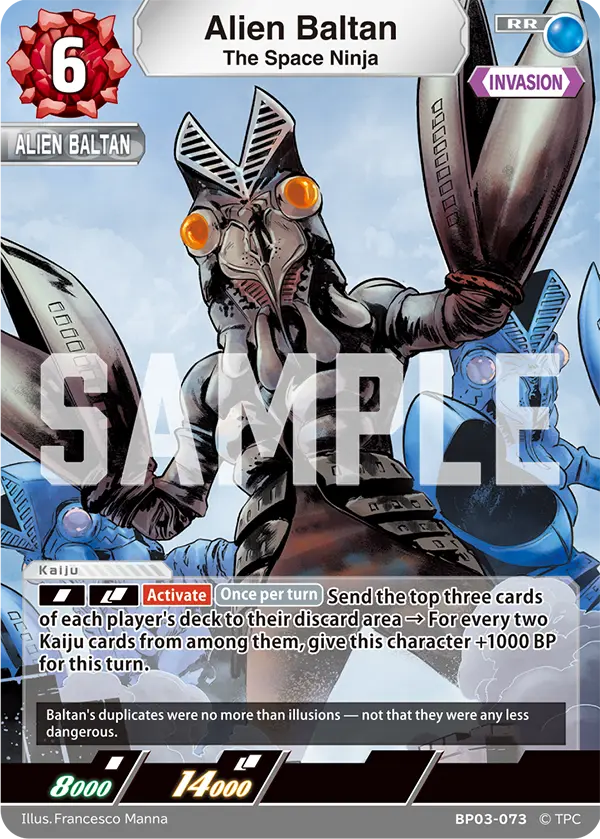 6
Alien Baltan
The Space Ninja
RR
INVASION
ALIEN BALTAN
SAMPLE
Kaiju
Activate Once per turn Send the top three cards
of each player's deck to their discard area → For every two
Kaiju cards from among them, give this character +1000 BP
for this turn.
Baltan's duplicates were no more than illusions — not that they were any less
dangerous.
8000 14000
Illus.Francesco Manna BP03-073 © TPC